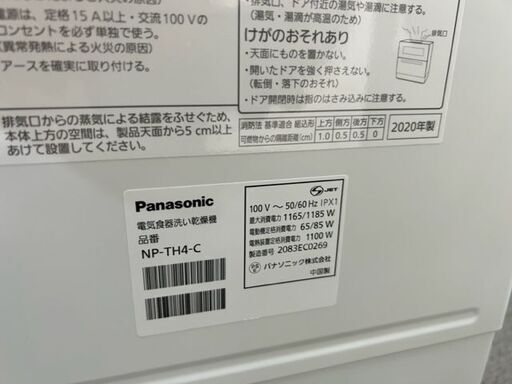 電源は、定格15A以上・交流100Vの
コンセントを必ず単独で使う。
(異常発熱による火災の原因)
アースを確実に取り付ける。
・排気口、ドア付近の湯気や湯滴に注意する。
(湯気・湯滴が高温のため)
排気口
けがのおそれあり
・天面にものを置かない。
・開いたドアを強く押さえない。
(転倒・落下のおそれ)
・ドア開閉時は指のはさみ込みに注意する。
排気口からの蒸気による結露をふせぐため、
本体上方の空間は、製品天面から5cm以上
あけて設置してください。
消防法 基準適合 組込形 上方 側方 前方 後方
可燃物からの離隔距離(cm) 1.0 0.5 0.5 0
2020年製
Panasonic
電気食器洗い乾燥機
品番
NP-TH4-C
JET
100 V ～ 50/60 Hz IPX1
最大消費電力 1165/1185 W
電動機定格消費電力 65/85 W
電熱装置定格消費電力 1100 W
製造番号 2083EC0269
パナソニック株式会社
中国製